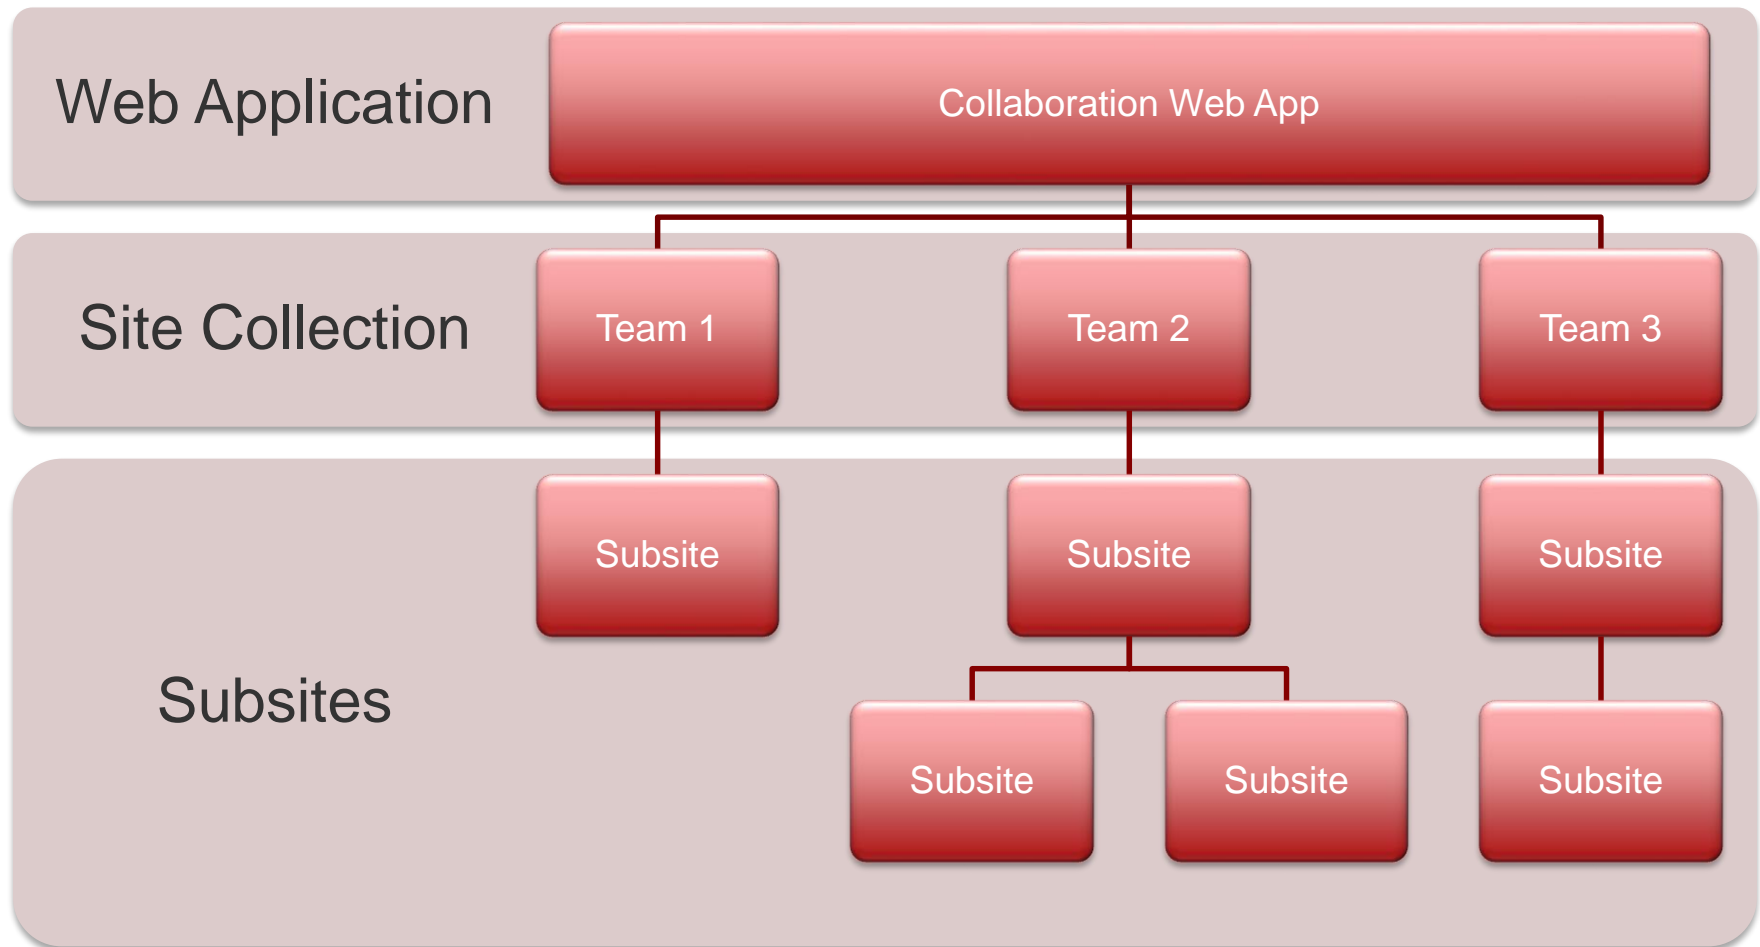 Web Application
Collaboration Web App
Site Collection
Team 1
Team 2
Team 3
Subsites
Subsite
Subsite
Subsite
Subsite
Subsite
Subsite